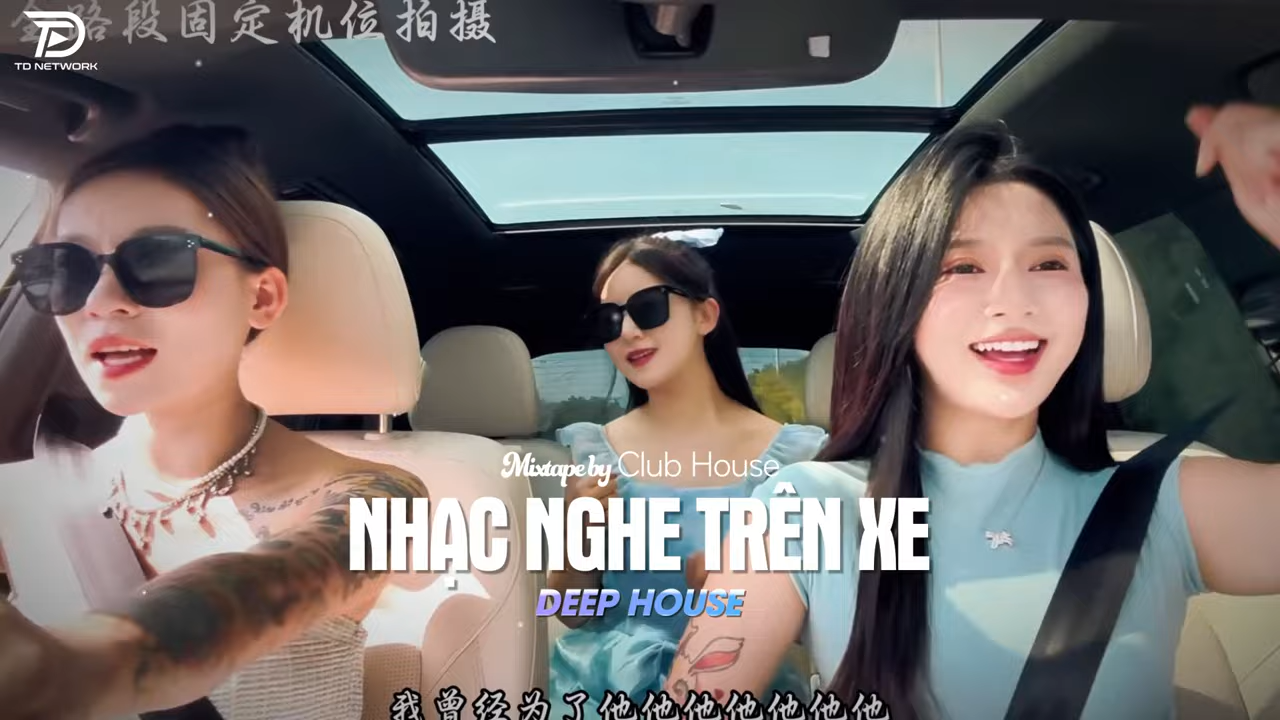 全路段固定机位拍摄
TD NETWORK
Mixtape by Club House
NHẠC NGHE TRÊN XE
DEEP HOUSE
我曾经为了他他他他他他他